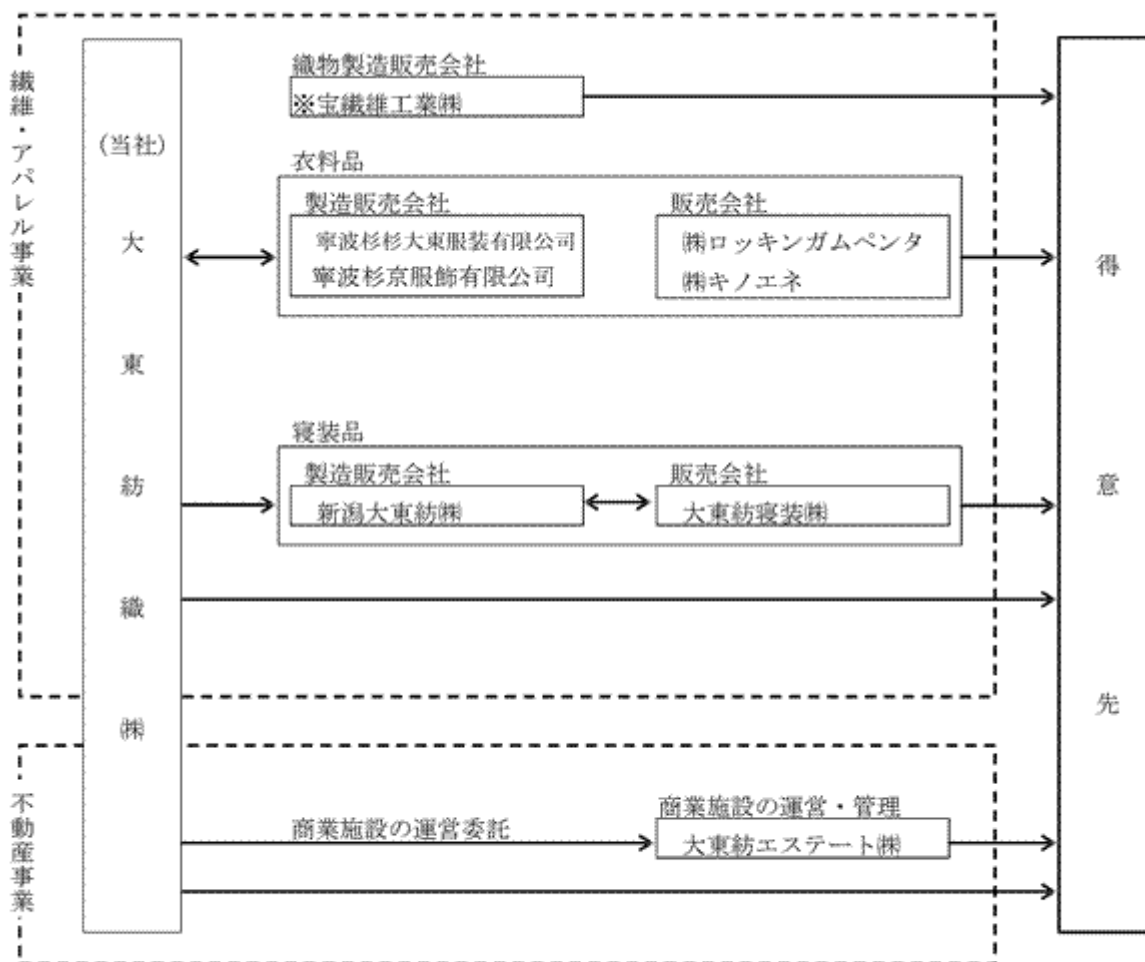 繊維・アパレル事業
(当社)
大東紡織㈱
織物製造販売会社
※宝繊維工業㈱
衣料品
製造販売会社
寧波杉杉大東服装有限公司
寧波杉京服飾有限公司
販売会社
㈱ロッキンガムペンタ
㈱キノエネ
寝装品
製造販売会社
新潟大東紡㈱
販売会社
大東紡寝装㈱
得意先
不動産事業
商業施設の運営委託
商業施設の運営・管理
大東紡エステート㈱